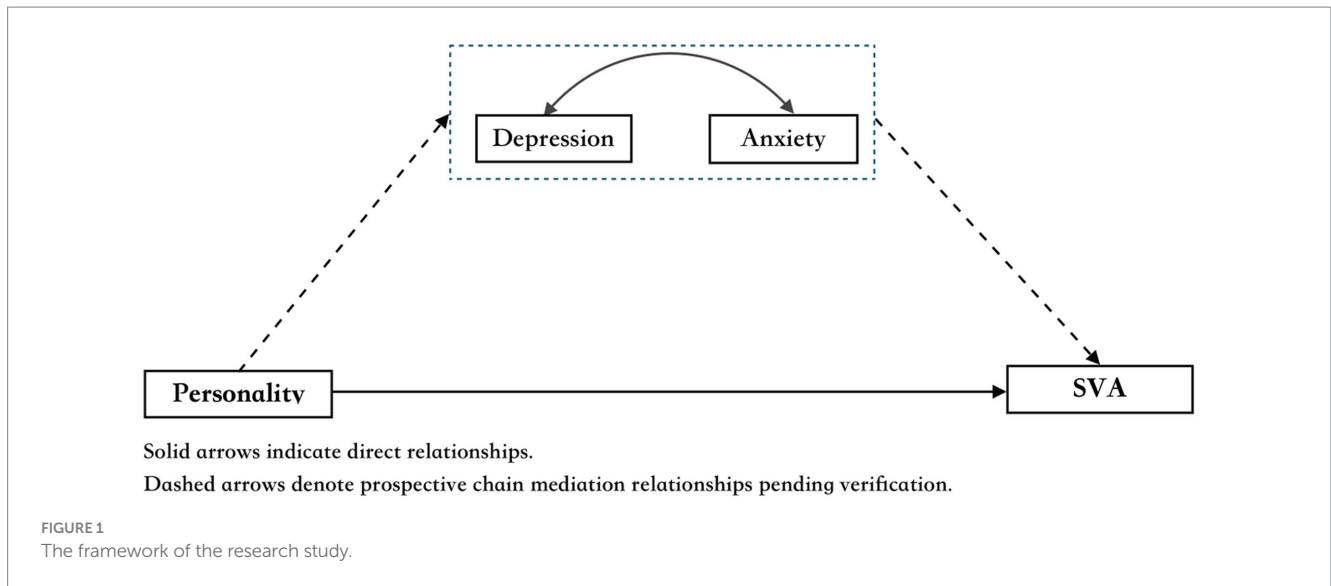 Depression
Anxiety
Personality
SVA
Solid arrows indicate direct relationships.
Dashed arrows denote prospective chain mediation relationships pending verification.
FIGURE 1
The framework of the research study.